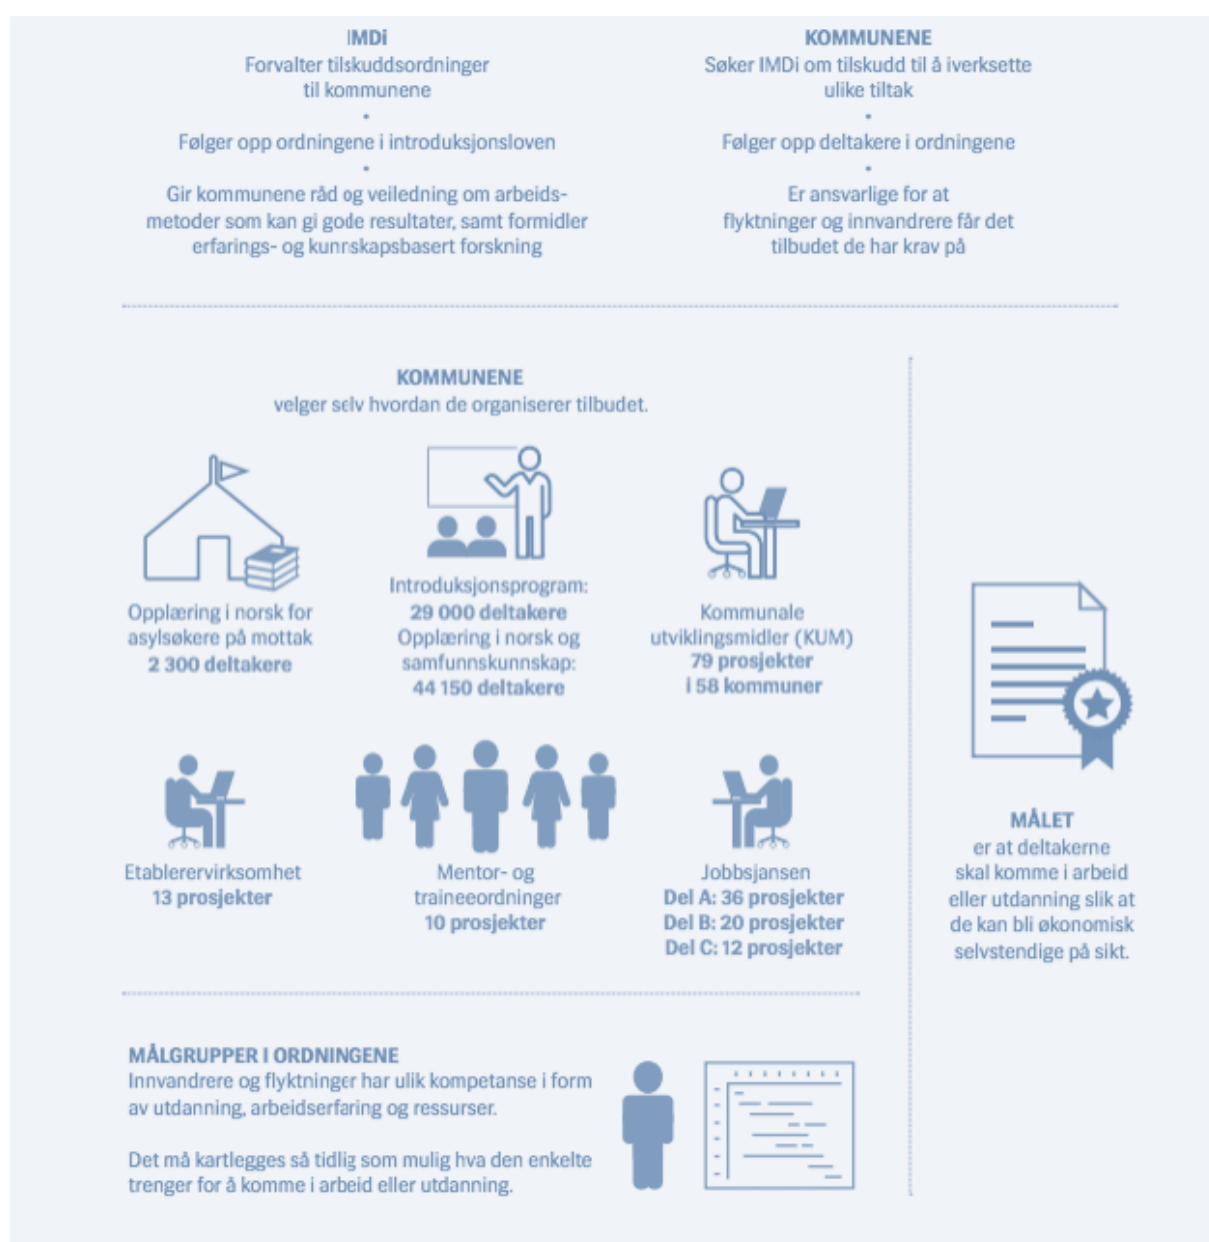 IMDi
Forvalter tilskuddsordninger
til kommunene
•
Følger opp ordningene i introduksjonsloven
•
Gir kommunene råd og veiledning om arbeids-
metoder som kan gi gode resultater, samt formidler
erfarings- og kunnskapsbasert forskning
KOMMUNENE
Søker IMDi om tilskudd til å iverksette
ulike tiltak
•
Følger opp deltakere i ordningene
•
Er ansvarlige for at
flyktninger og innvandrere får det
tilbudet de har krav på
KOMMUNENE
velger selv hvordan de organiserer tilbudet.
Opplæring i norsk for
asylsøkere på mottak
2 300 deltakere
Introduksjonsprogram:
29 000 deltakere
Opplæring i norsk og
samfunnskunnskap:
44 150 deltakere
Kommunale
utviklingsmidler (KUM)
79 prosjekter
i 58 kommuner
Etablerervirksomhet
13 prosjekter
Mentor- og
traineeordninger
10 prosjekter
Jobbsjansen
Del A: 36 prosjekter
Del B: 20 prosjekter
Del C: 12 prosjekter
MÅLET
er at deltakerne
skal komme i arbeid
eller utdanning slik at
de kan bli økonomisk
selvstendige på sikt.
MÅLGRUPPER I ORDNINGENE
Innvandrere og flyktninger har ulik kompetanse i form
av utdanning, arbeidserfaring og ressurser.
Det må kartlegges så tidlig som mulig hva den enkelte
trenger for å komme i arbeid eller utdanning.